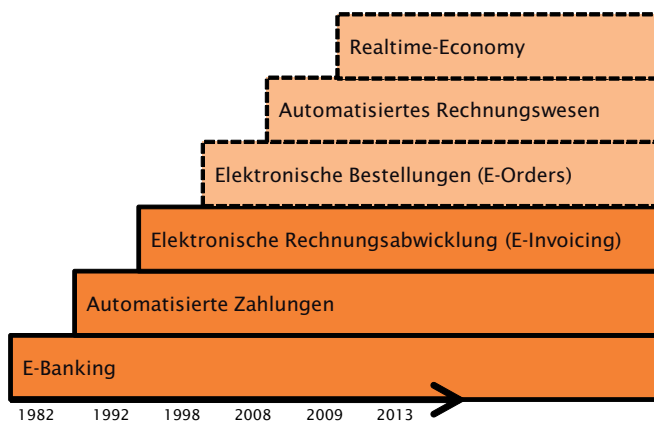 Realtime-Economy
Automatisiertes Rechnungswesen
Elektronische Bestellungen (E-Orders)
Elektronische Rechnungsabwicklung (E-Invoicing)
Automatisierte Zahlungen
E-Banking
1982 1992 1998 2008 2009 2013